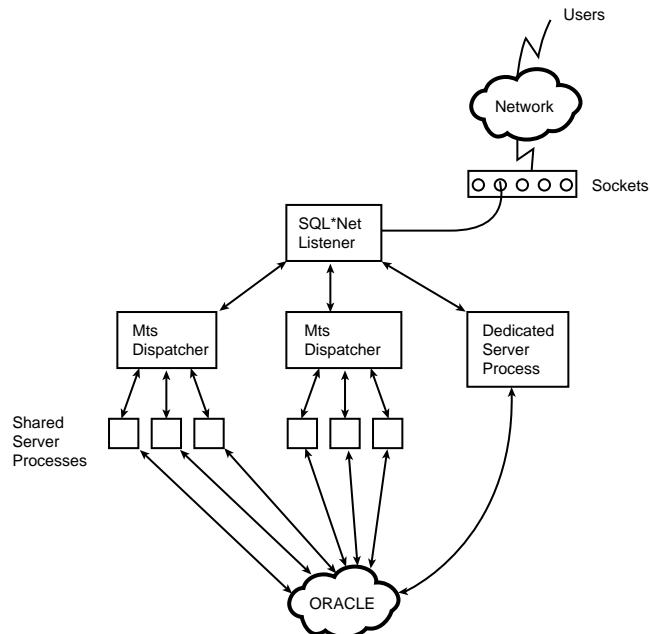 Users
Network
Sockets
SQL*Net
Listener
Mts
Dispatcher
Mts
Dispatcher
Dedicated
Server
Process
Shared
Server
Processes
ORACLE